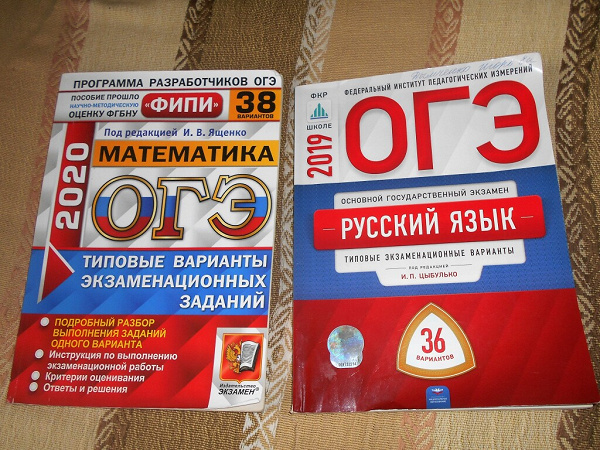 ПРОГРАММА РАЗРАБОТЧИКОВ ОГЭ
ПОСОБИЕ ПРОШЛО
НАУЧНО-МЕТОДИЧЕСКУЮ
ОЦЕНКУ ФГБНУ
«ФИПИ»
38
ВАРИАНТОВ
Под редакцией И. В. Ященко
2020
МАТЕМАТИКА
ОГЭ
ТИПОВЫЕ ВАРИАНТЫ
ЭКЗАМЕНАЦИОННЫХ
ЗАДАНИЙ
ПОДРОБНЫЙ РАЗБОР
ВЫПОЛНЕНИЯ ЗАДАНИЙ
ОДНОГО ВАРИАНТА
Инструкция по выполнению
экзаменационной работы
Критерии оценивания
Ответы и решения
Издательство
ЭКЗАМЕН
ФКР
ШКОЛЕ
ФЕДЕРАЛЬНЫЙ ИНСТИТУТ ПЕДАГОГИЧЕСКИХ ИЗМЕРЕНИЙ
2019
ОГЭ
ОСНОВНОЙ ГОСУДАРСТВЕННЫЙ ЭКЗАМЕН
РУССКИЙ ЯЗЫК
ТИПОВЫЕ ЭКЗАМЕНАЦИОННЫЕ ВАРИАНТЫ
ПОД РЕДАКЦИЕЙ
И. П. ЦЫБУЛЬКО
36
ВАРИАНТОВ